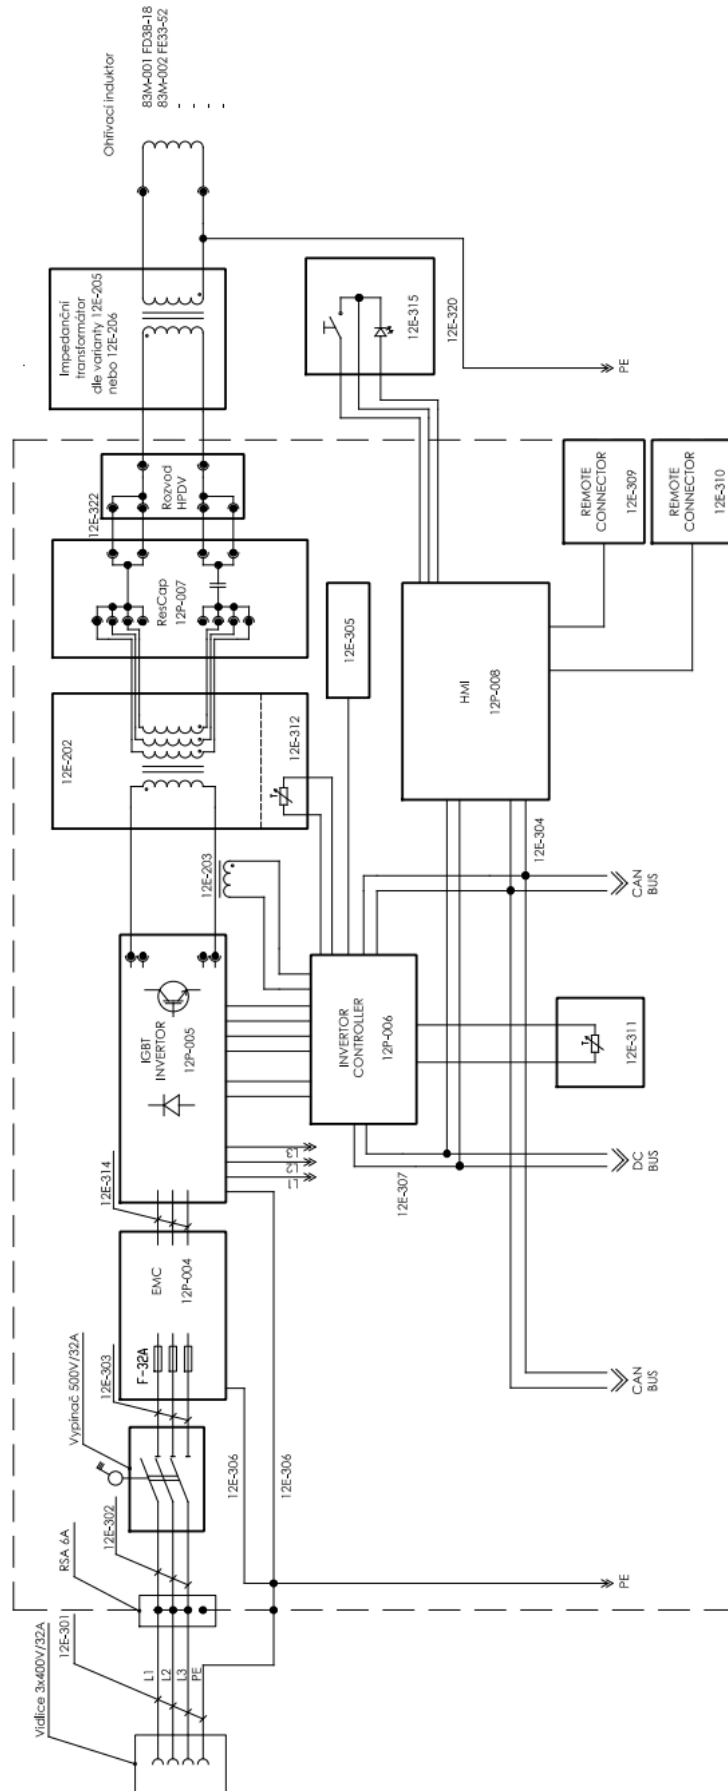 Ohřívací induktor
83M-001 FD38-18
83M-002 FE33-52
-
-
-
-
Impedanční
transformátor
dle varianty 12E-205
nebo 12E-206
12E-315
12E-320
PE
12E-322
Rozvod
HPDV
ResCap
12P-007
REMOTE
CONNECTOR
12E-309
REMOTE
CONNECTOR
12E-310
12E-305
HMI
12P-008
12E-202
T
12E-312
12E-203
12E-304
CAN
BUS
IGBT
INVERTOR
12P-005
INVERTOR
CONTROLLER
12P-006
T
12E-311
L1
L2
L3
12E-314
12E-307
DC
BUS
EMC
12P-004
F-32A
12E-303
Vypínač 500V/32A
12E-306
12E-306
CAN
BUS
12E-302
RSA 6A
PE
12E-301
Vidlice 3x400V/32A
L1
L2
L3
PE